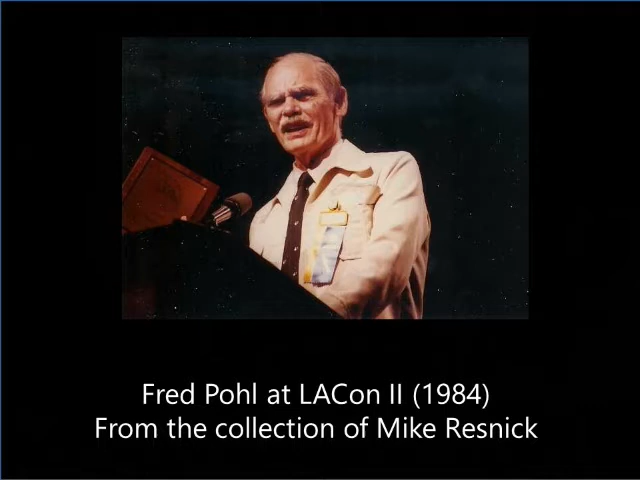 Fred Pohl at LACon II (1984)
From the collection of Mike Resnick